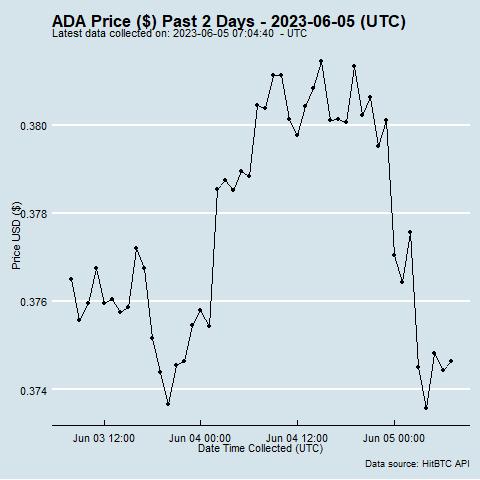 ADA Price ($) Past 2 Days - 2023-06-05 (UTC)
Latest data collected on: 2023-06-05 07:04:40  - UTC
Price USD ($)
0.380
0.378
0.376
0.374
Jun 03 12:00 Jun 04 00:00 Jun 04 12:00 Jun 05 00:00
Date Time Collected (UTC)
Data source: HitBTC API